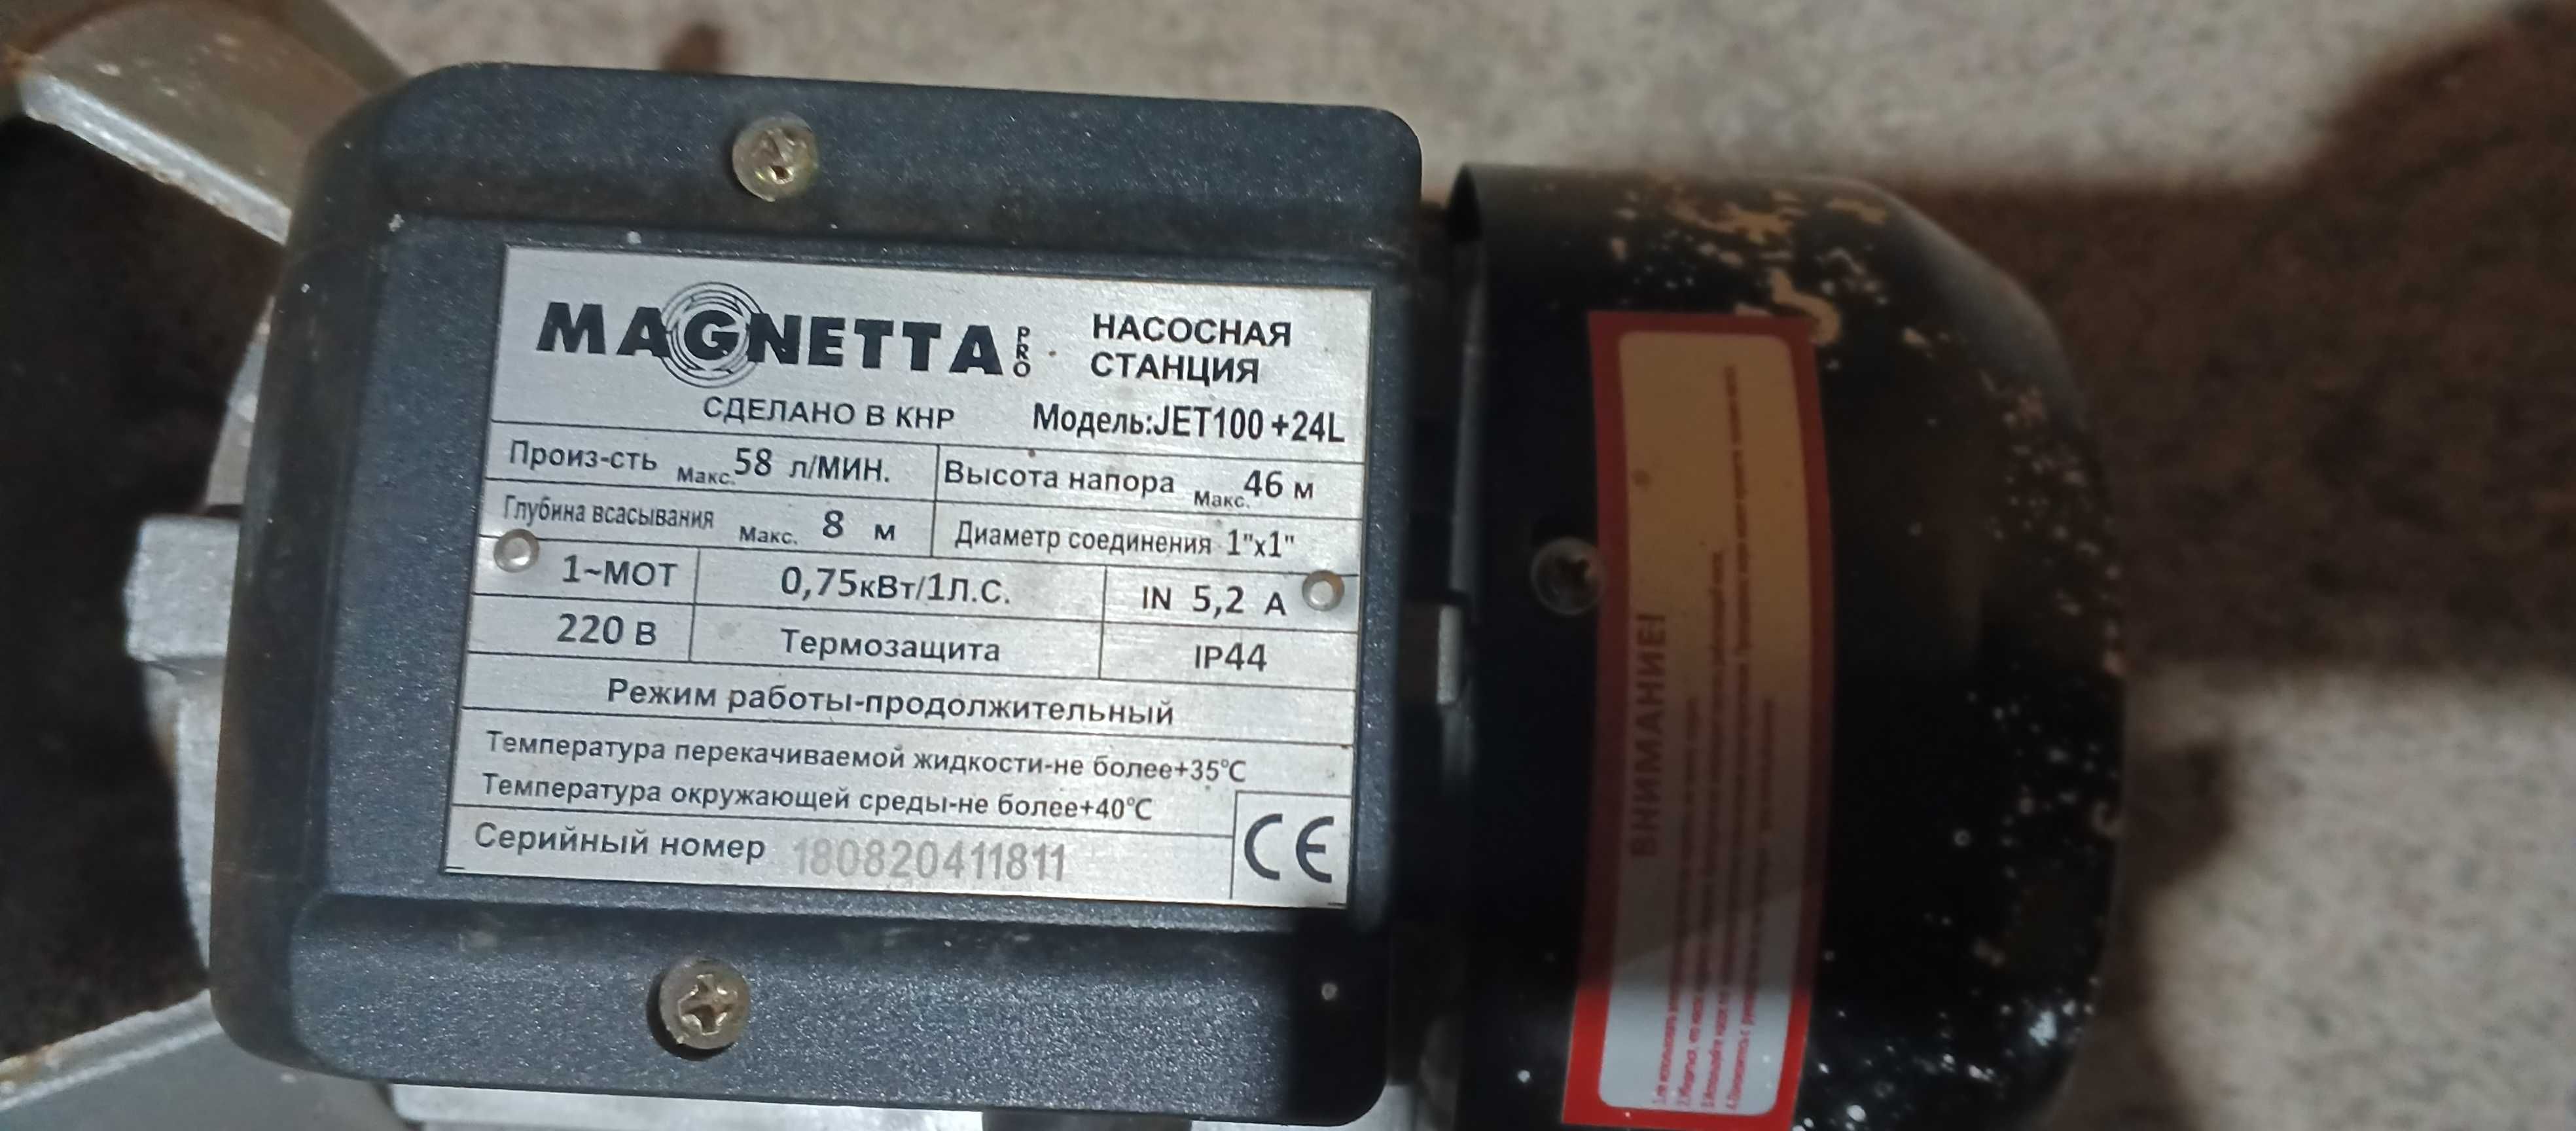 MAGNETTA PRO
НАСОСНАЯ
СТАНЦИЯ
СДЕЛАНО В КНР Модель:JET100+24L
Произ-сть Макс.58 л/МИН. Высота напора Макс.46 м
Глубина всасывания Макс. 8 м Диаметр соединения 1"x1"
1~МОТ 0,75кВт/1Л.С. IN 5,2 А
220 В Термозащита IP44
Режим работы-продолжительный
Температура перекачиваемой жидкости-не более+35°С
Температура окружающей среды-не более+40°С
Серийный номер 180820411811
CE
ВНИМАНИЕ!